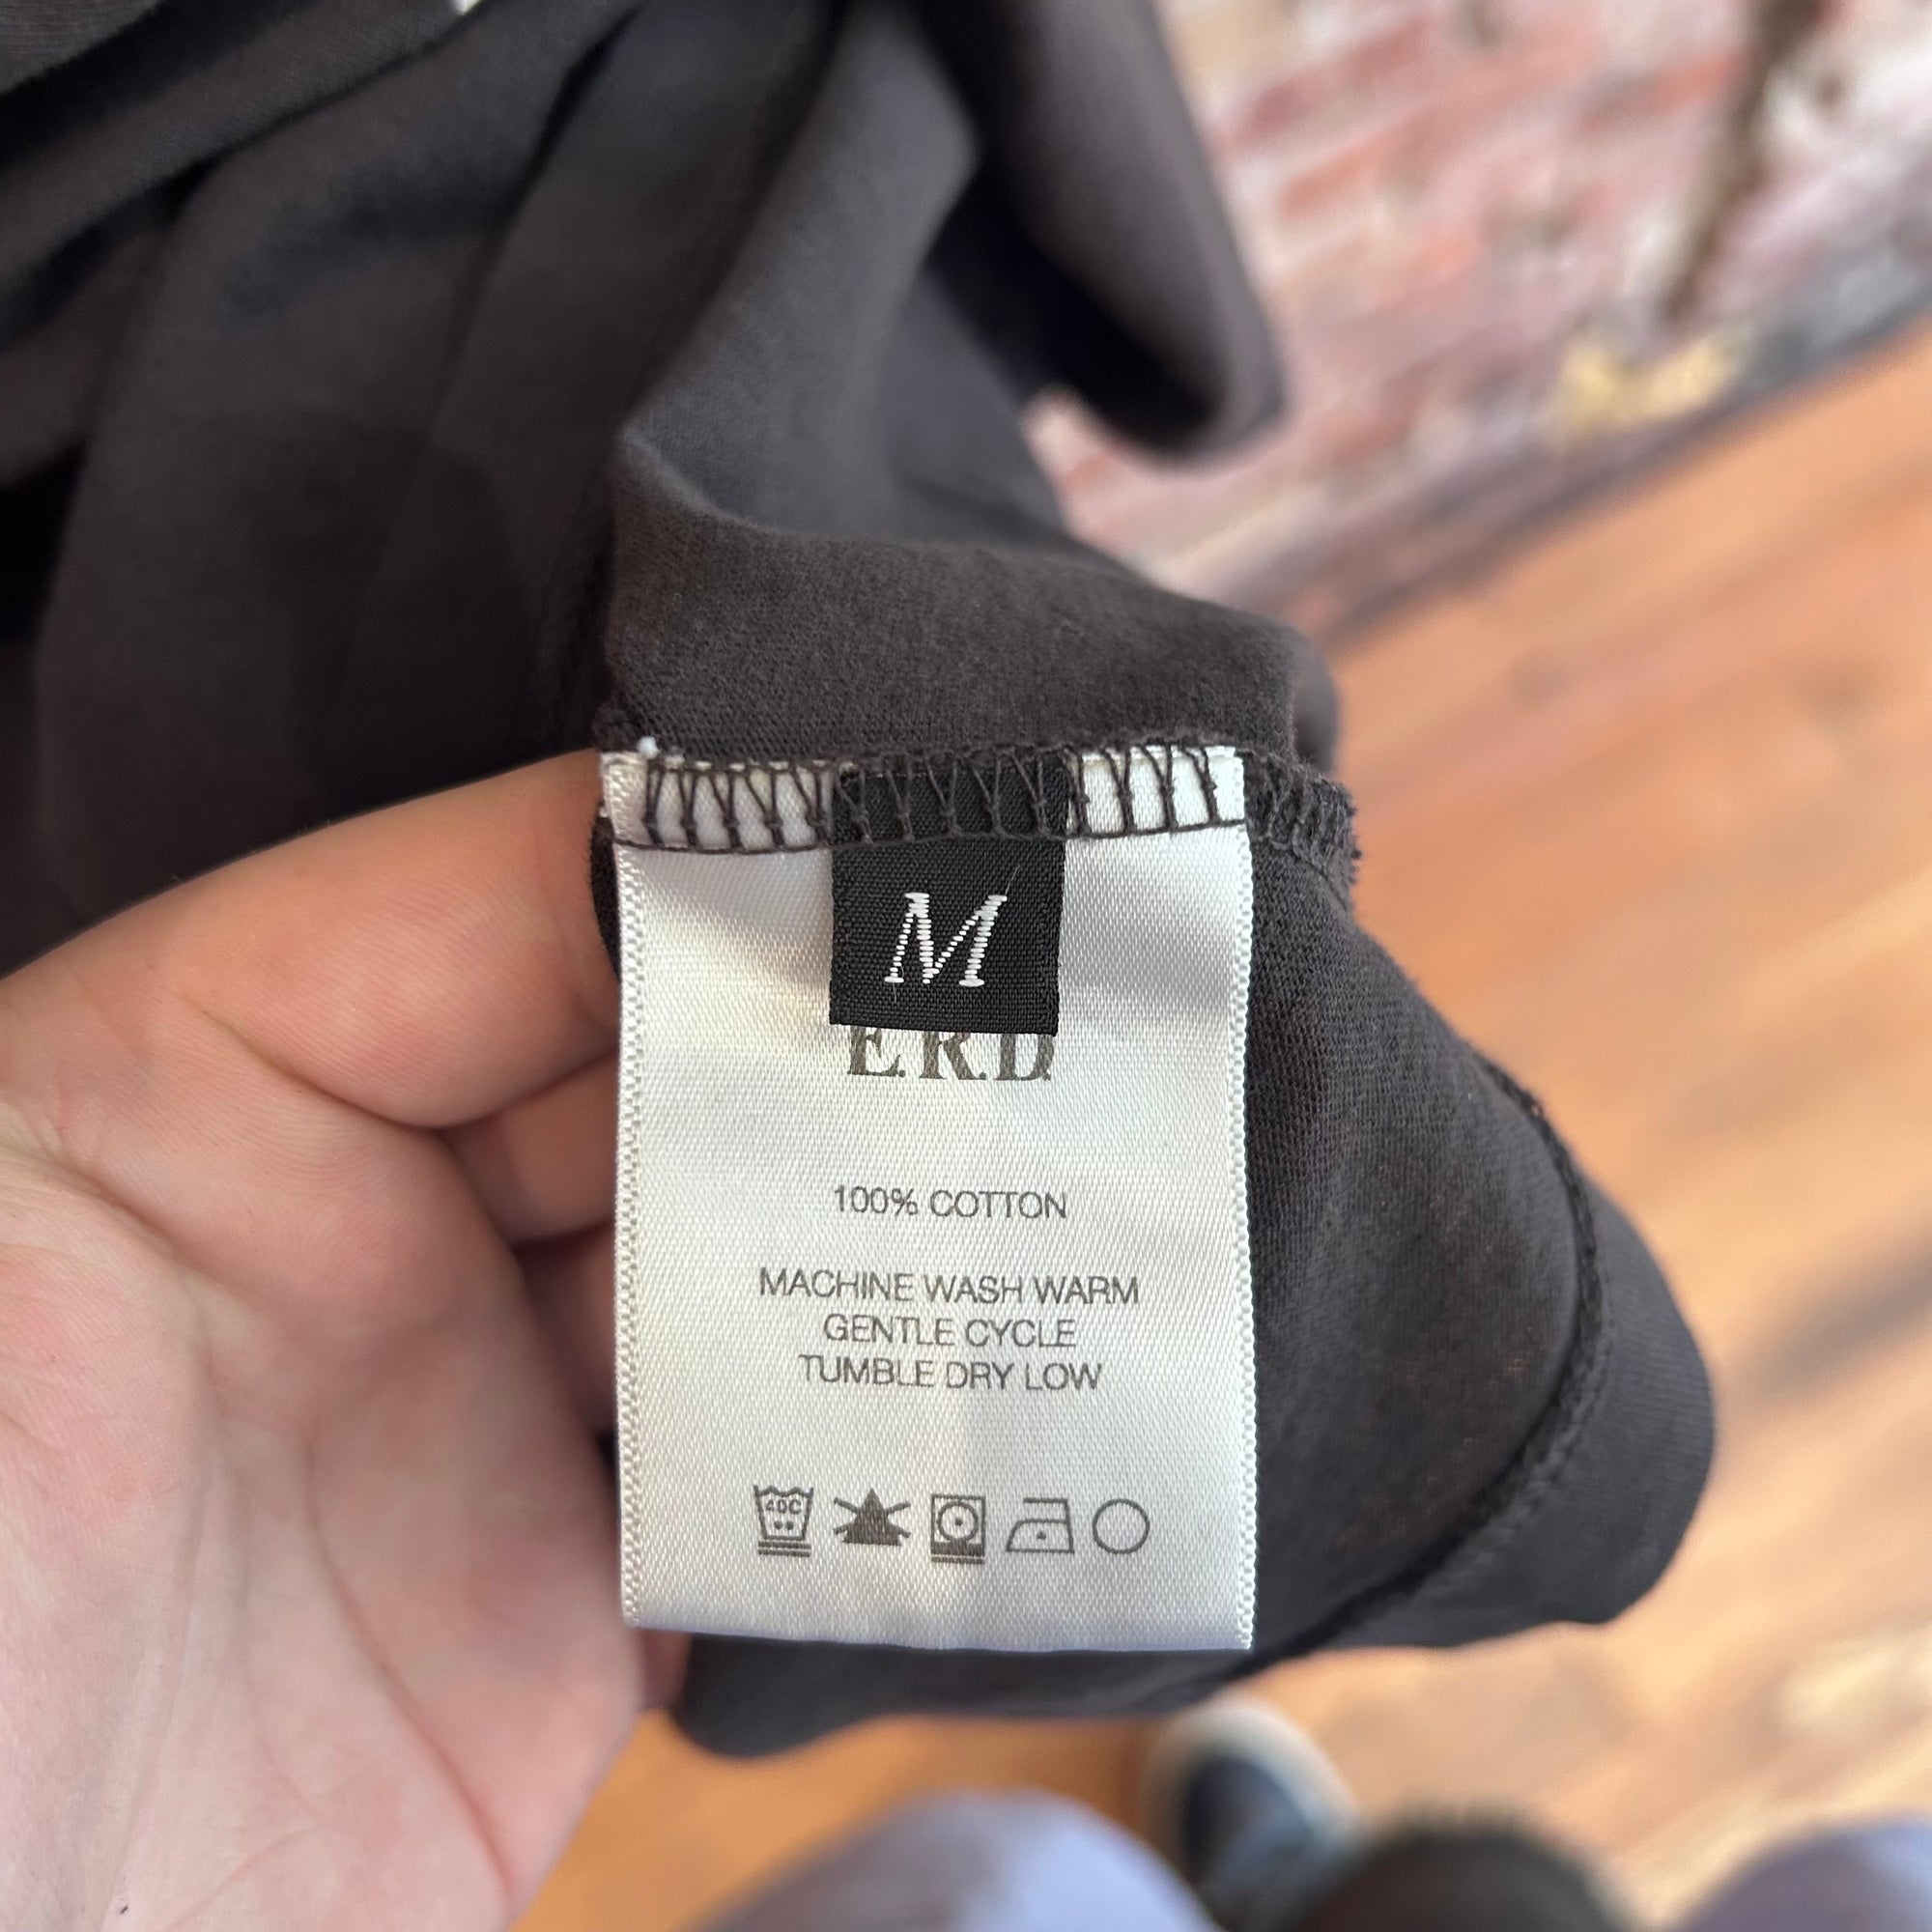 M
E.R.D.
100% COTTON
MACHINE WASH WARM
GENTLE CYCLE
TUMBLE DRY LOW
40C